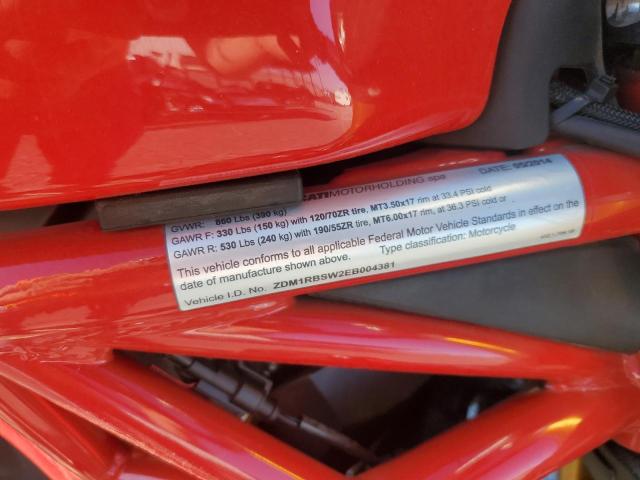 CATIMOTORHOLDING spa DATE: 05/2014
GVWR: 860 Lbs (390 kg)
GAWR F: 330 Lbs (150 kg) with 120/70ZR tire, MT3.50x17 rim at 33.4 PSI cold
GAWR R: 530 Lbs (240 kg) with 190/55ZR tire, MT6.00x17 rim, at 36.3 PSI cold or
This vehicle conforms to all applicable Federal Motor Vehicle Standards in effect on the
date of manufacture shown above. Type classification: Motorcycle
Vehicle I.D. No. ZDM1RBSW2EB004381